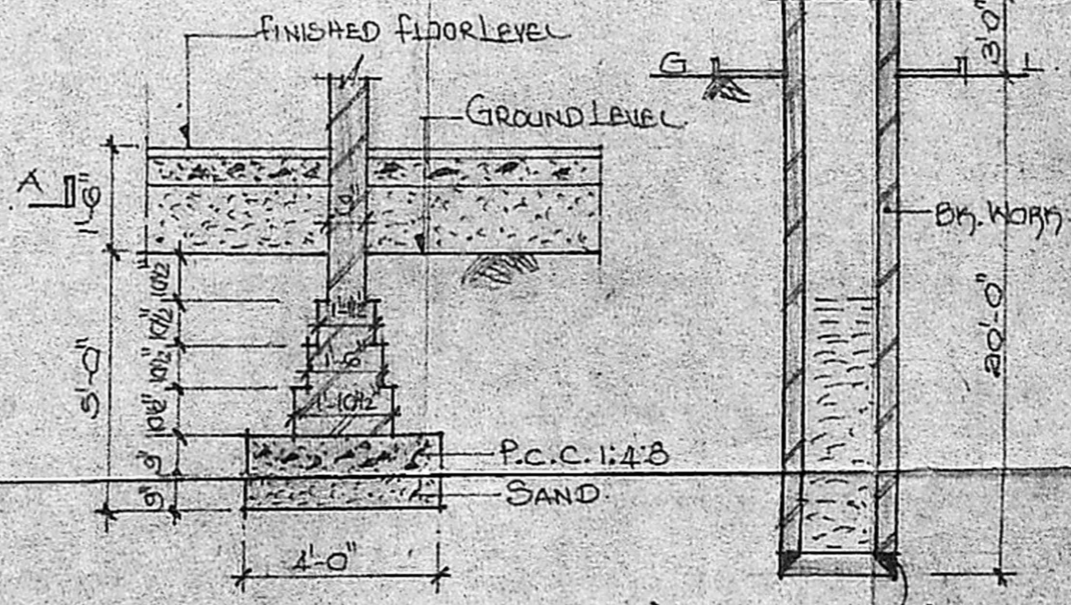 FINISHED FLOOR LEVEL
GROUND LEVEL
A
1'-6"
9"
10½"
10½"
10½"
10½"
9"
9"
5'-0"
1'-1½"
1'-6"
1'-10½"
P.C.C. 1:4:8
SAND.
4'-0"
3'-0"
G
L
BK. WORK
20'-0"